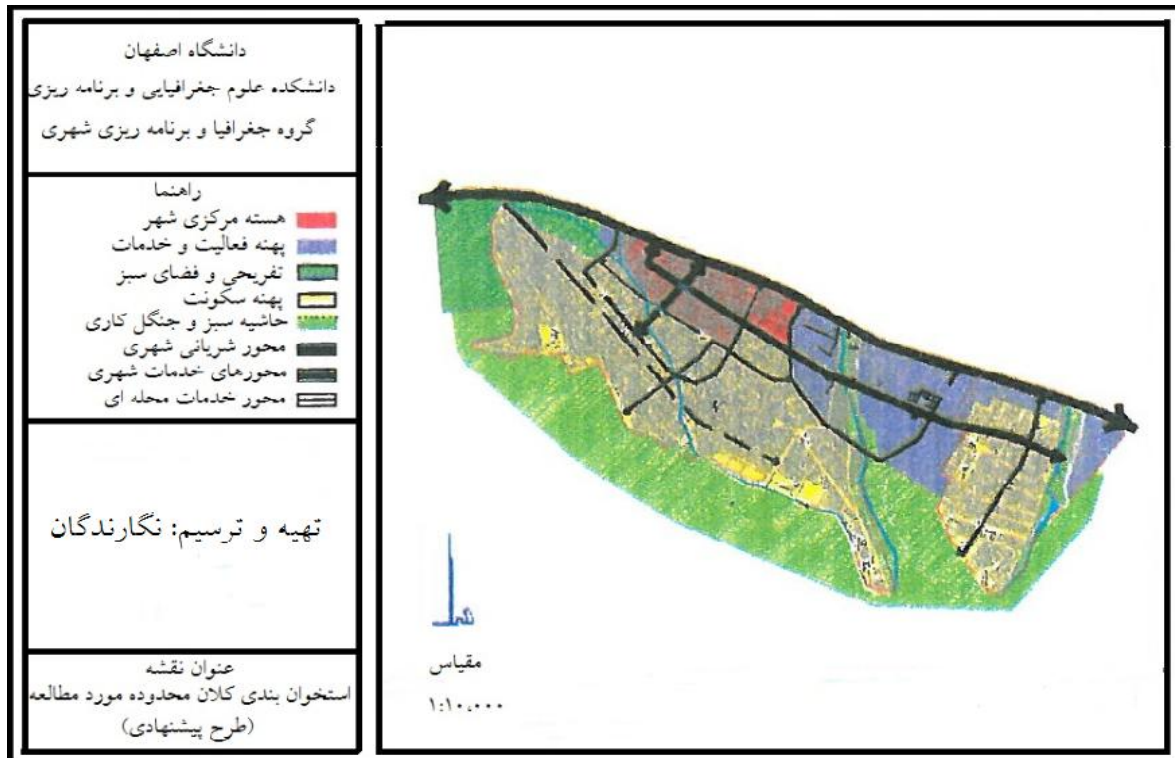 دانشگاه اصفهان
دانشکده علوم جغرافیایی و برنامه ریزی
گروه جغرافیا و برنامه ریزی شهری
راهنما
هسته مرکزی شهر
پهنه فعالیت و خدمات
تفریحی و فضای سبز
پهنه سکونت
حاشیه سبز و جنگل کاری
محور شریانی شهری
محورهای خدمات شهری
محور خدمات محله ای
تهیه و ترسیم: نگارندگان
عنوان نقشه
استخوان بندی کلان محدوده مورد مطالعه
(طرح پیشنهادی)
مقیاس
۱:۱۰,۰۰۰